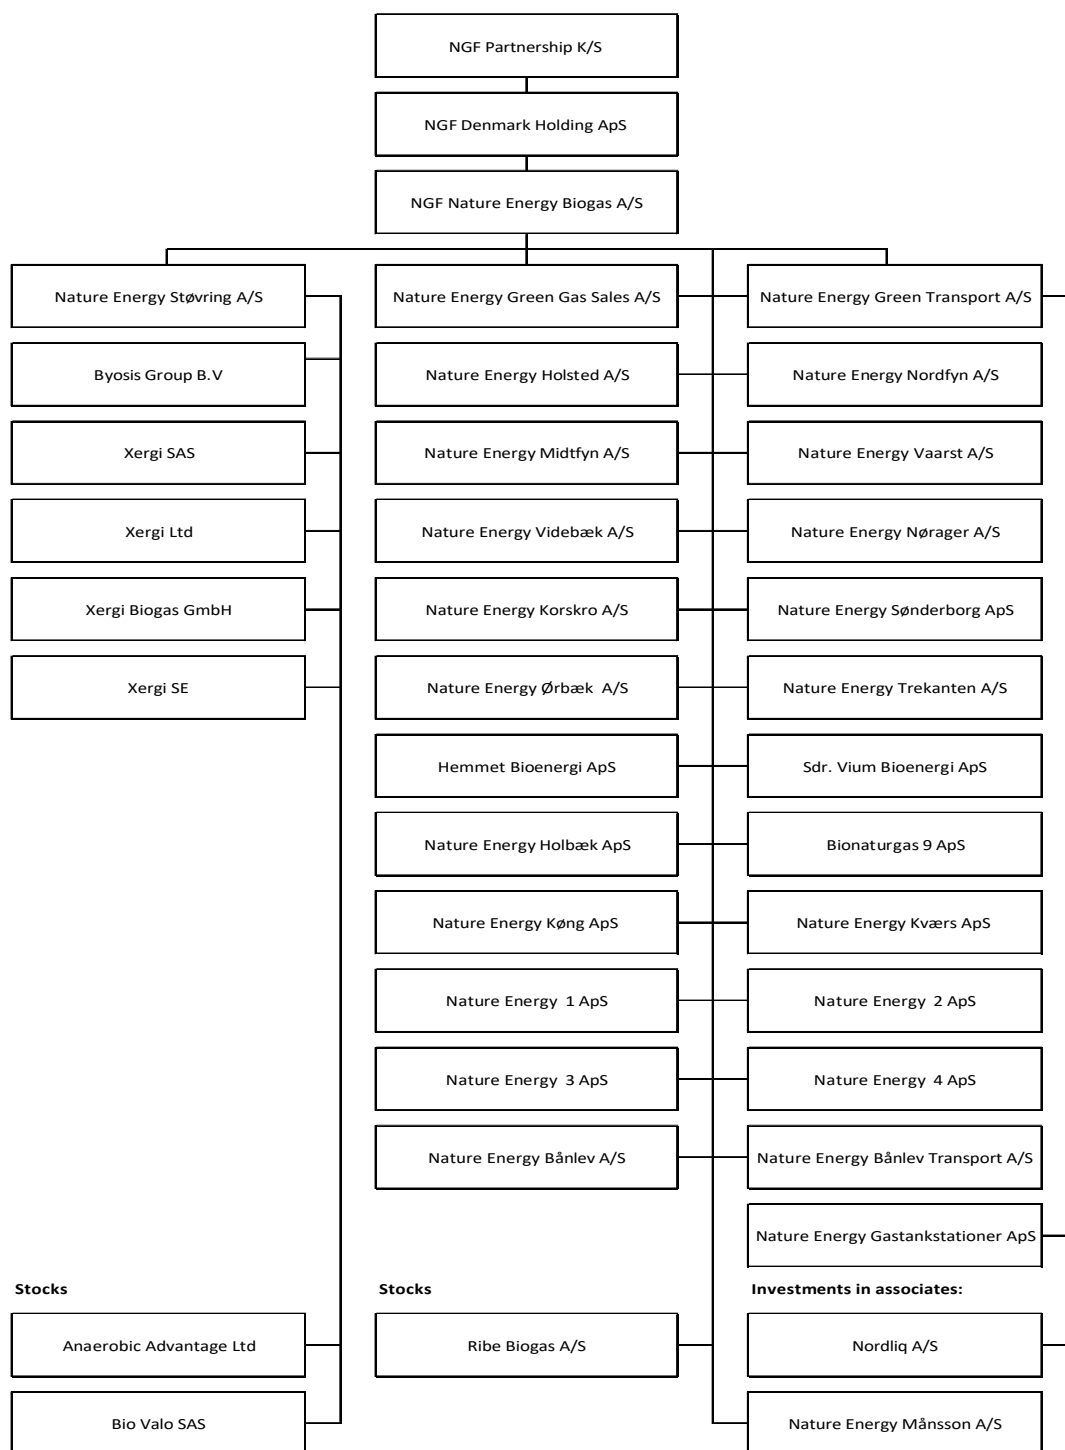 NGF Partnership K/S
NGF Denmark Holding ApS
NGF Nature Energy Biogas A/S
Nature Energy Støvring A/S
Nature Energy Green Gas Sales A/S
Nature Energy Green Transport A/S
Byosis Group B.V
Nature Energy Holsted A/S
Nature Energy Nordfyn A/S
Xergi SAS
Nature Energy Midtfyn A/S
Nature Energy Vaarst A/S
Xergi Ltd
Nature Energy Videbæk A/S
Nature Energy Nørager A/S
Xergi Biogas GmbH
Nature Energy Korskro A/S
Nature Energy Sønderborg ApS
Xergi SE
Nature Energy Ørbæk A/S
Nature Energy Trekanten A/S
Hemmet Bioenergi ApS
Sdr. Vium Bioenergi ApS
Nature Energy Holbæk ApS
Bionaturgas 9 ApS
Nature Energy Køng ApS
Nature Energy Kværs ApS
Nature Energy 1 ApS
Nature Energy 2 ApS
Nature Energy 3 ApS
Nature Energy 4 ApS
Nature Energy Bånlev A/S
Nature Energy Bånlev Transport A/S
Nature Energy Gastankstationer ApS
Stocks
Stocks
Investments in associates:
Anaerobic Advantage Ltd
Ribe Biogas A/S
Nordliq A/S
Bio Valo SAS
Nature Energy Månsson A/S